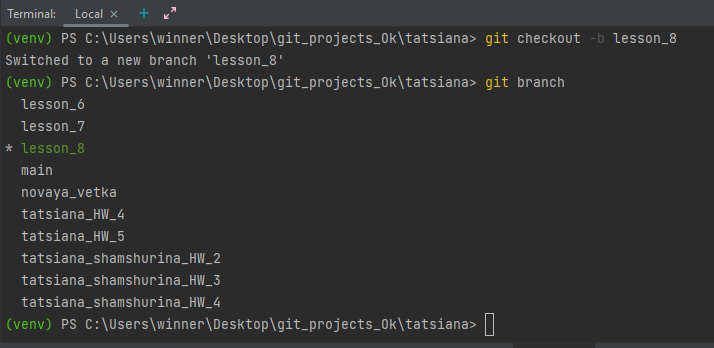 Terminal: Local × +
(venv) PS C:\Users\winner\Desktop\git_projects_Ok\tatsiana> git checkout -b lesson_8
Switched to a new branch 'lesson_8'
(venv) PS C:\Users\winner\Desktop\git_projects_Ok\tatsiana> git branch
  lesson_6
  lesson_7
* lesson_8
  main
  novaya_vetka
  tatsiana_HW_4
  tatsiana_HW_5
  tatsiana_shamshurina_HW_2
  tatsiana_shamshurina_HW_3
  tatsiana_shamshurina_HW_4
(venv) PS C:\Users\winner\Desktop\git_projects_Ok\tatsiana>